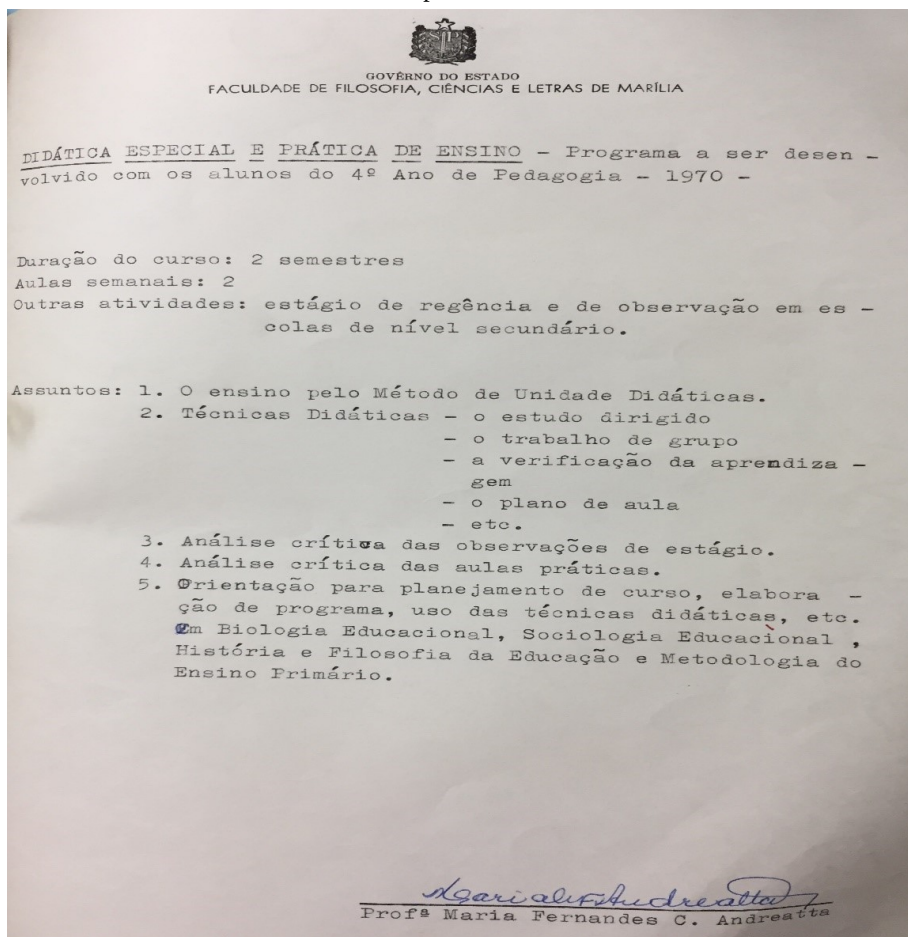 GOVÊRNO DO ESTADO
FACULDADE DE FILOSOFIA, CIÊNCIAS E LETRAS DE MARÍLIA
DIDÁTICA ESPECIAL E PRÁTICA DE ENSINO - Programa a ser desen -
volvido com os alunos do 4º Ano de Pedagogia - 1970 -
Duração do curso: 2 semestres
Aulas semanais: 2
Outras atividades: estágio de regência e de observação em es -
colas de nível secundário.
Assuntos: 1. O ensino pelo Método de Unidade Didáticas.
2. Técnicas Didáticas - o estudo dirigido
- o trabalho de grupo
- a verificação da aprendiza -
gem
- o plano de aula
- etc.
3. Análise crítica das observações de estágio.
4. Análise crítica das aulas práticas.
5. Orientação para planejamento de curso, elabora -
ção de programa, uso das técnicas didáticas, etc.
Em Biologia Educacional, Sociologia Educacional ,
História e Filosofia da Educação e Metodologia do
Ensino Primário.
Profª Maria Fernandes C. Andreatta